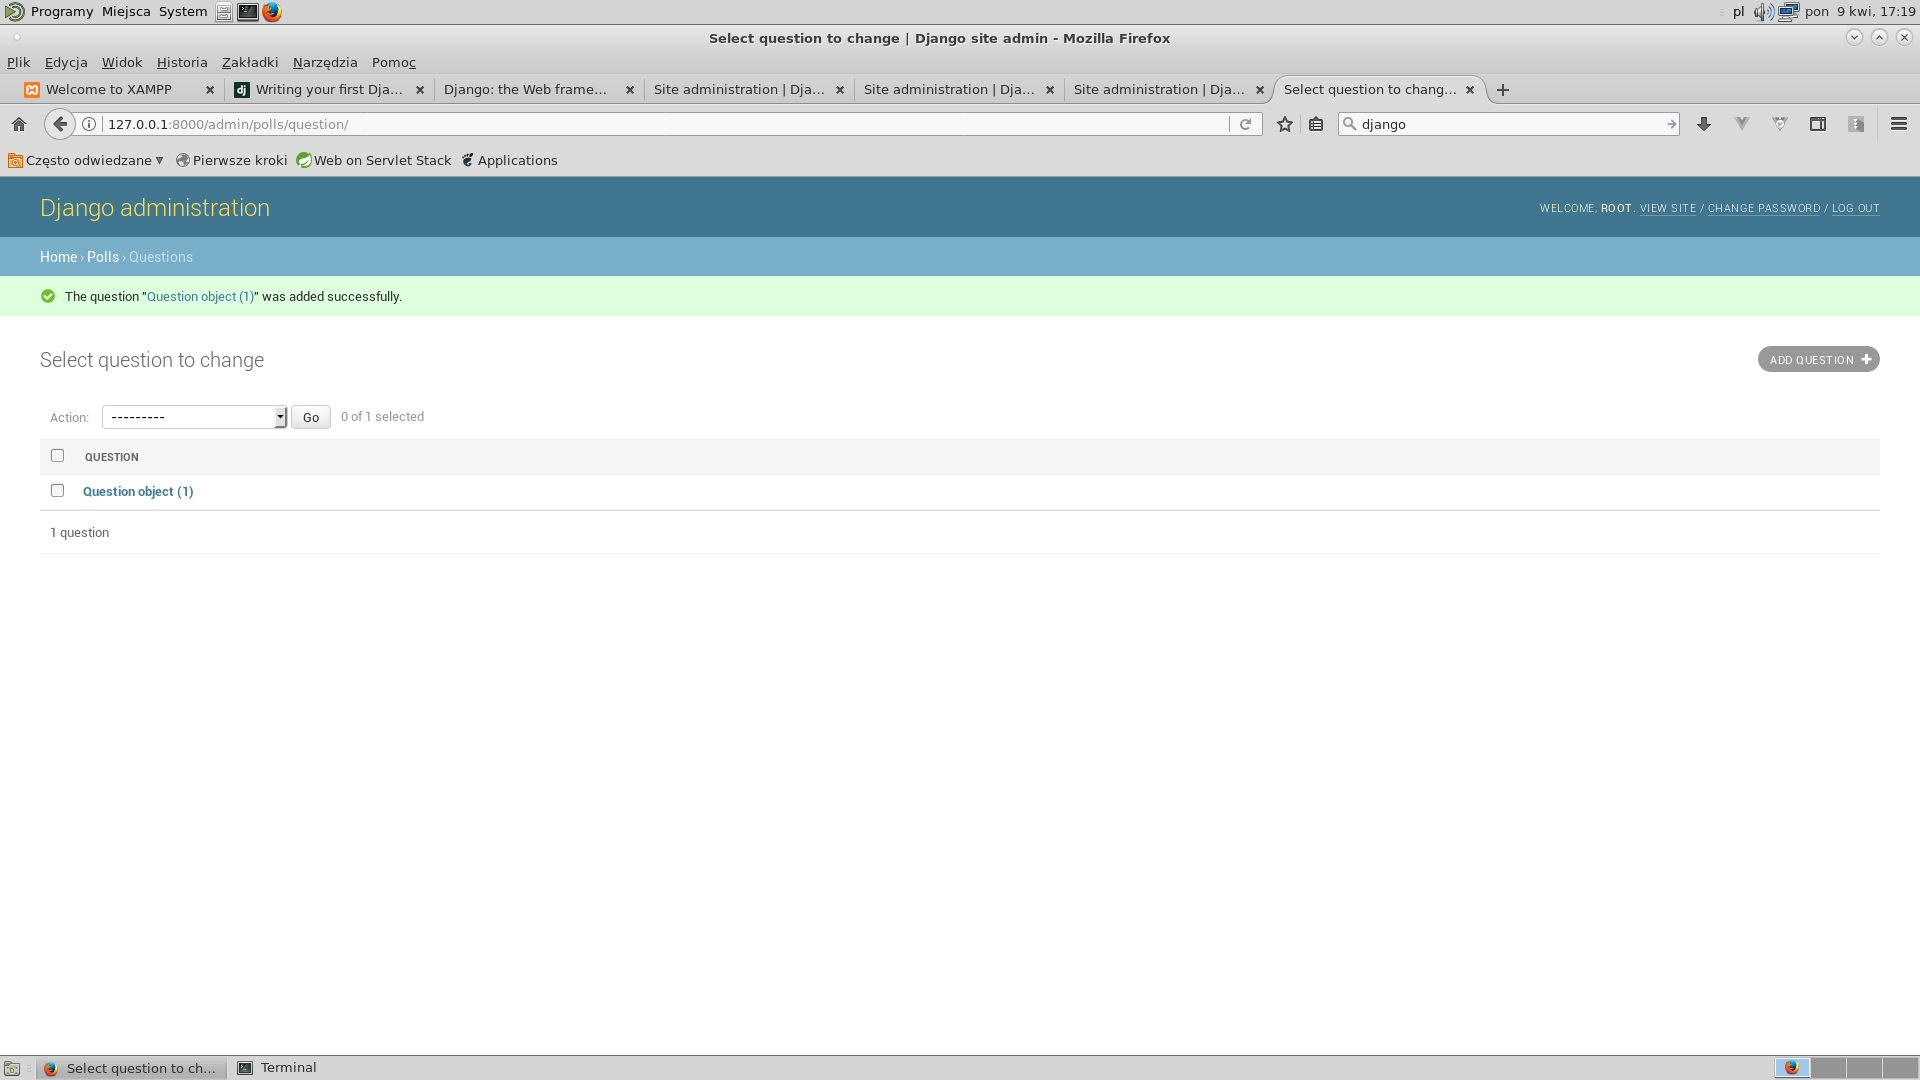 Programy Miejsca System pl pon 9 kwi, 17:19
Select question to change | Django site admin - Mozilla Firefox
Plik Edycja Widok Historia Zakładki Narzędzia Pomoc
Welcome to XAMPP Writing your first Dja... Django: the Web frame... Site administration | Dja... Site administration | Dja... Site administration | Dja... Select question to chang...
127.0.0.1:8000/admin/polls/question/ django
Często odwiedzane Pierwsze kroki Web on Servlet Stack Applications
Django administration WELCOME, ROOT. VIEW SITE / CHANGE PASSWORD / LOG OUT
Home › Polls › Questions
The question "Question object (1)" was added successfully.
Select question to change ADD QUESTION
Action: --------- Go 0 of 1 selected
QUESTION
Question object (1)
1 question
Select question to ch... Terminal